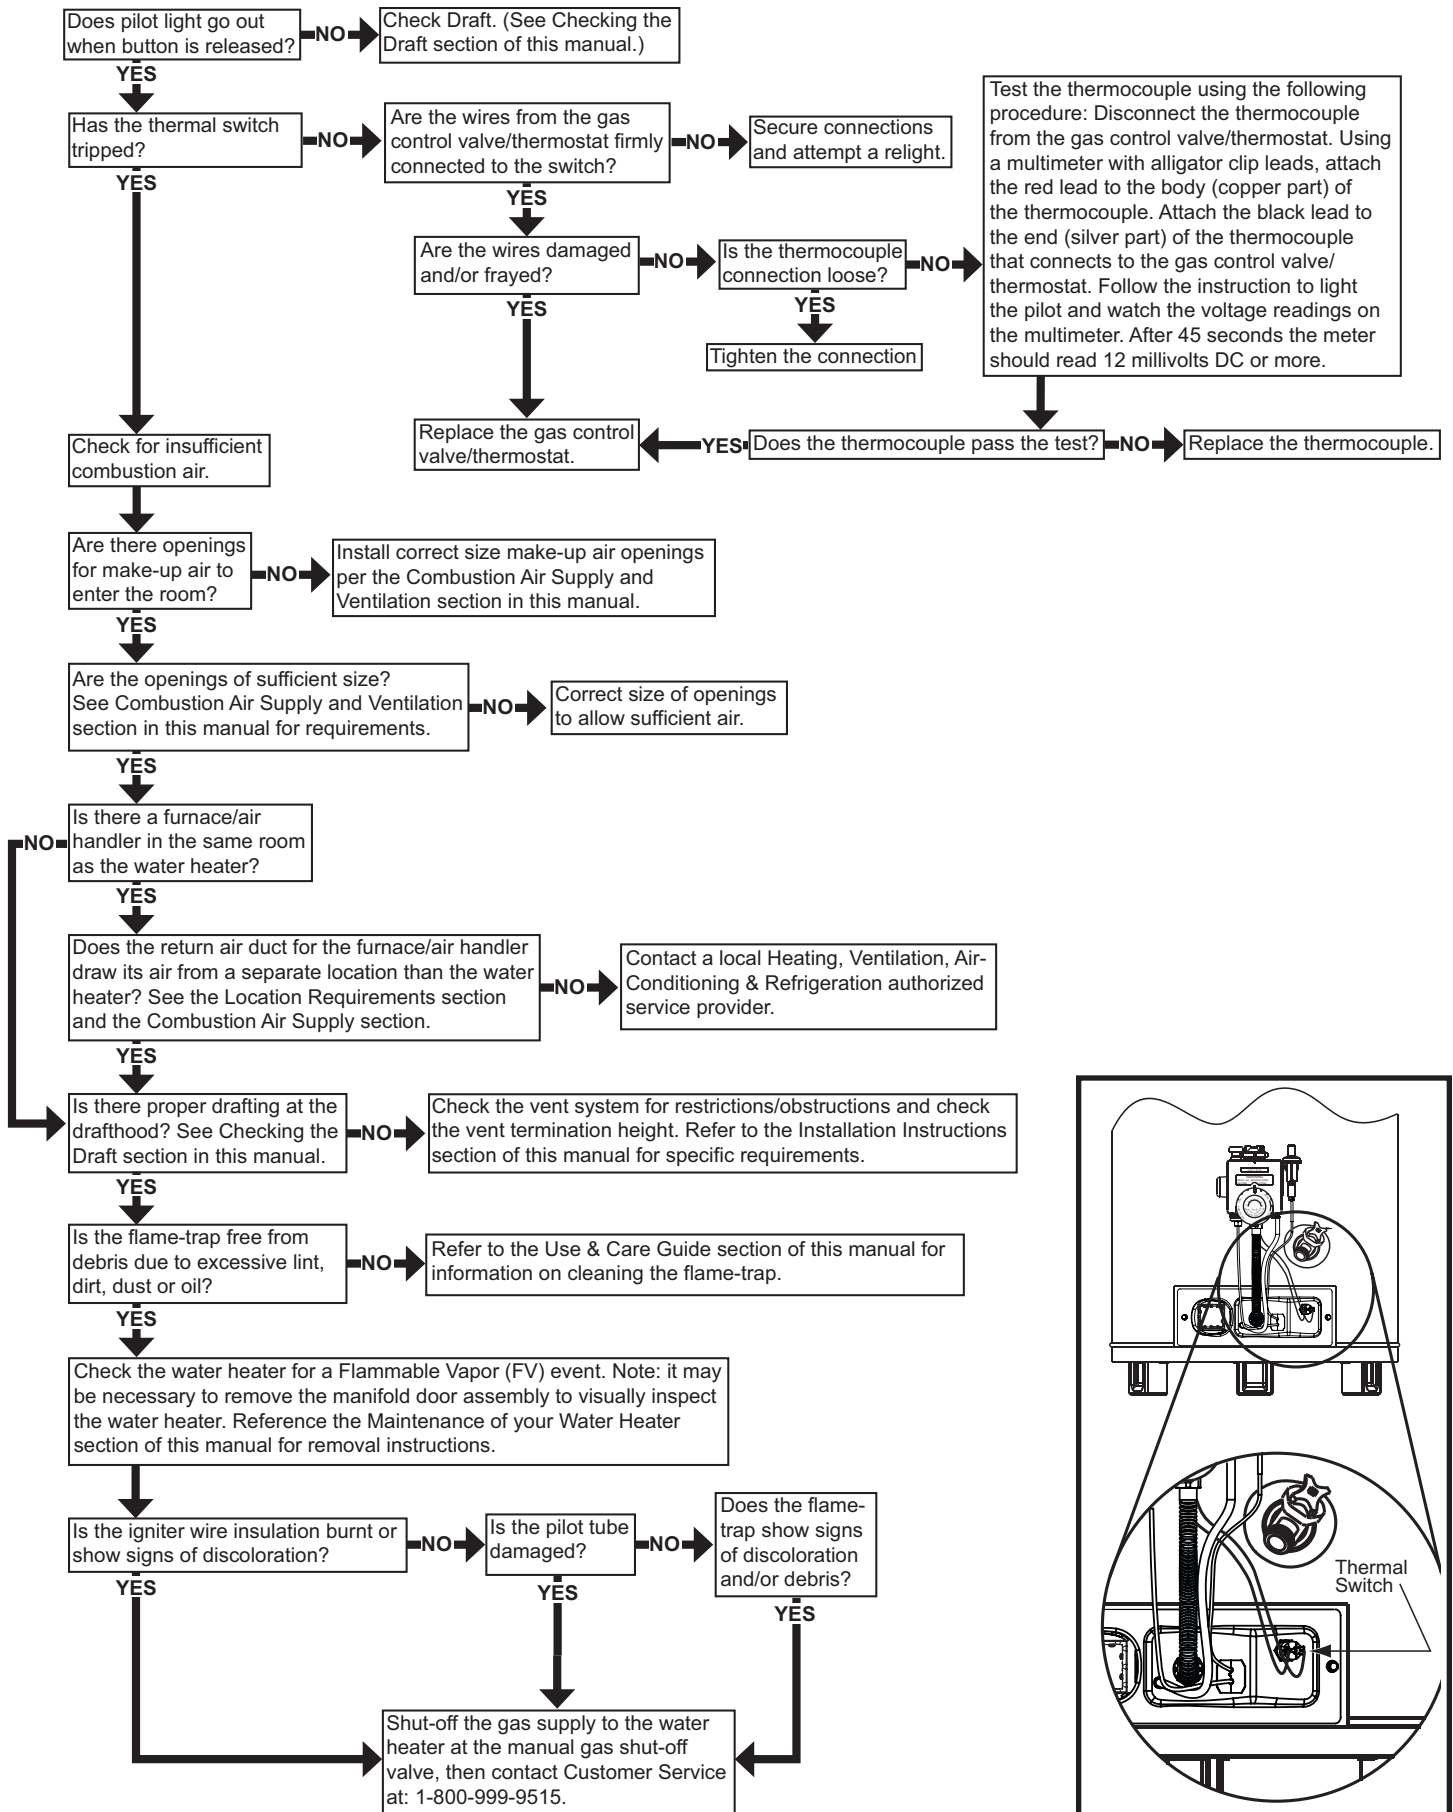 Does pilot light go out
when button is released?
NO
Check Draft. (See Checking the
Draft section of this manual.)
YES
Has the thermal switch
tripped?
NO
Are the wires from the gas
control valve/thermostat firmly
connected to the switch?
NO
Secure connections
and attempt a relight.
YES
Are the wires damaged
and/or frayed?
NO
Is the thermocouple
connection loose?
NO
Test the thermocouple using the following
procedure: Disconnect the thermocouple
from the gas control valve/thermostat. Using
a multimeter with alligator clip leads, attach
the red lead to the body (copper part) of
the thermocouple. Attach the black lead to
the end (silver part) of the thermocouple
that connects to the gas control valve/
thermostat. Follow the instruction to light
the pilot and watch the voltage readings on
the multimeter. After 45 seconds the meter
should read 12 millivolts DC or more.
YES
Tighten the connection
YES
Replace the gas control
valve/thermostat.
YES
Does the thermocouple pass the test?
NO
Replace the thermocouple.
YES
Check for insufficient
combustion air.
Are there openings
for make-up air to
enter the room?
NO
Install correct size make-up air openings
per the Combustion Air Supply and
Ventilation section in this manual.
YES
Are the openings of sufficient size?
See Combustion Air Supply and Ventilation
section in this manual for requirements.
NO
Correct size of openings
to allow sufficient air.
YES
Is there a furnace/air
handler in the same room
as the water heater?
NO
YES
Does the return air duct for the furnace/air handler
draw its air from a separate location than the water
heater? See the Location Requirements section
and the Combustion Air Supply section.
NO
Contact a local Heating, Ventilation, Air-
Conditioning & Refrigeration authorized
service provider.
YES
Is there proper drafting at the
drafthood? See Checking the
Draft section in this manual.
NO
Check the vent system for restrictions/obstructions and check
the vent termination height. Refer to the Installation Instructions
section of this manual for specific requirements.
YES
Is the flame-trap free from
debris due to excessive lint,
dirt, dust or oil?
NO
Refer to the Use & Care Guide section of this manual for
information on cleaning the flame-trap.
YES
Check the water heater for a Flammable Vapor (FV) event. Note: it may
be necessary to remove the manifold door assembly to visually inspect
the water heater. Reference the Maintenance of your Water Heater
section of this manual for removal instructions.
Is the igniter wire insulation burnt or
show signs of discoloration?
NO
Is the pilot tube
damaged?
NO
Does the flame-
trap show signs
of discoloration
and/or debris?
YES
YES
YES
Shut-off the gas supply to the water
heater at the manual gas shut-off
valve, then contact Customer Service
at: 1-800-999-9515.
Thermal
Switch